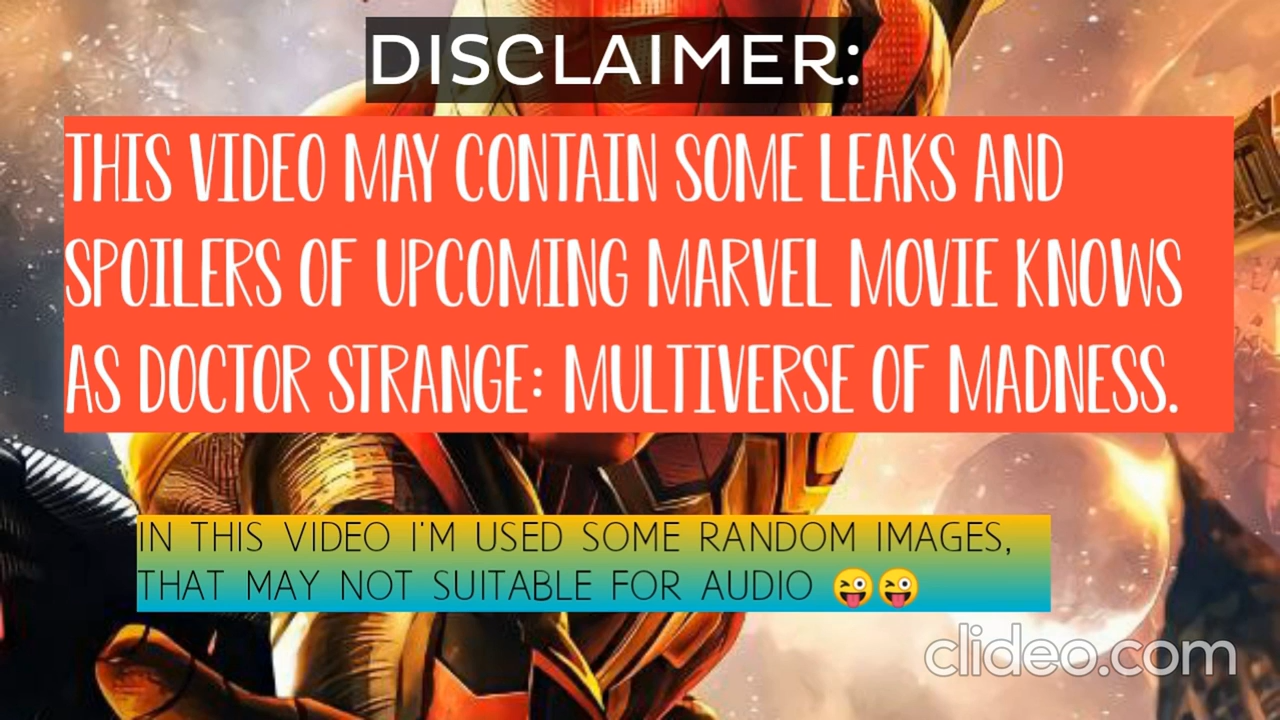 DISCLAIMER:
THIS VIDEO MAY CONTAIN SOME LEAKS AND
SPOILERS OF UPCOMING MARVEL MOVIE KNOWS
AS DOCTOR STRANGE: MULTIVERSE OF MADNESS.
IN THIS VIDEO I'M USED SOME RANDOM IMAGES,
THAT MAY NOT SUITABLE FOR AUDIO 😜😜
clideo.com